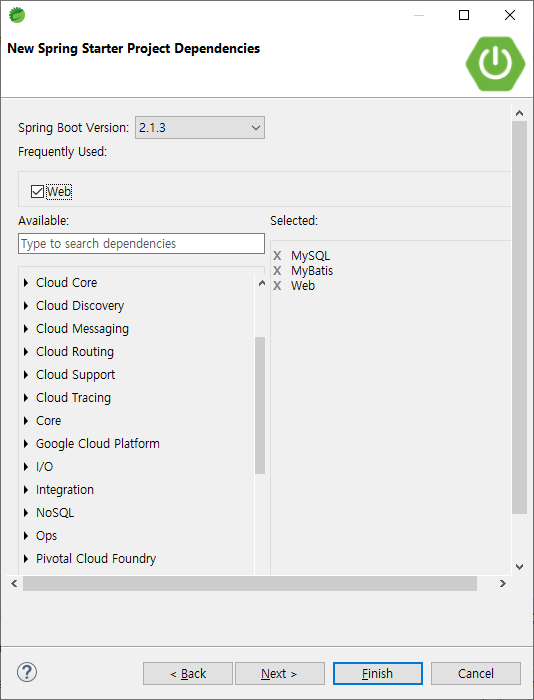 New Spring Starter Project Dependencies
Spring Boot Version: 2.1.3
Frequently Used:
Web
Available:
Selected:
Type to search dependencies
X MySQL
X MyBatis
X Web
Cloud Core
Cloud Discovery
Cloud Messaging
Cloud Routing
Cloud Support
Cloud Tracing
Core
Google Cloud Platform
I/O
Integration
NoSQL
Ops
Pivotal Cloud Foundry
? < Back Next > Finish Cancel